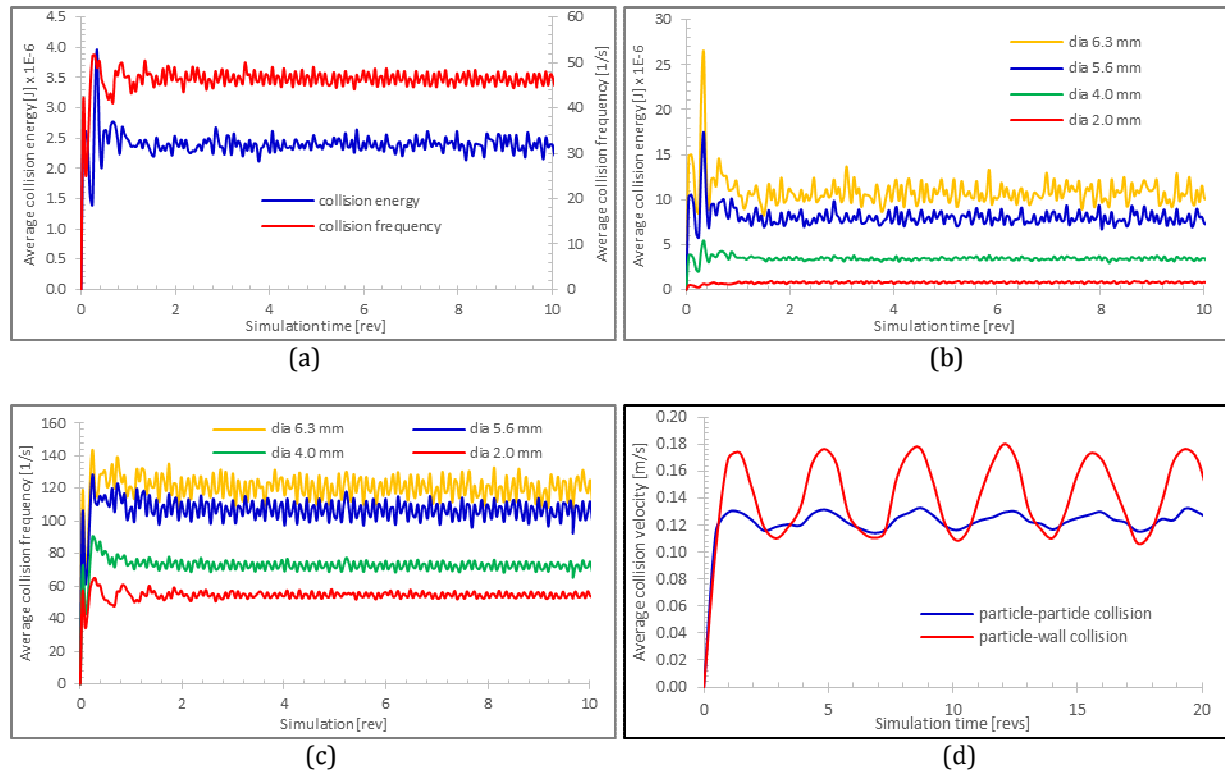 Average collision energy [J] x 1E-6
4.5
4.0
3.5
3.0
2.5
2.0
1.5
1.0
0.5
0.0
60
50
40
30
20
10
0
Average collision frequency [1/s]
collision energy
collision frequency
0 2 4 6 8 10
Simulation time [rev]
(a)
Average collision energy [J] x 1E-6
30
25
20
15
10
5
0
dia 6.3 mm
dia 5.6 mm
dia 4.0 mm
dia 2.0 mm
0 2 4 6 8 10
Simulation time [rev]
(b)
Average collision frequency [1/s]
160
140
120
100
80
60
40
20
0
dia 6.3 mm dia 5.6 mm
dia 4.0 mm dia 2.0 mm
0 2 4 6 8 10
Simulation [rev]
(c)
Average collision velocity [m/s]
0.20
0.18
0.16
0.14
0.12
0.10
0.08
0.06
0.04
0.02
0.00
particle-particle collision
particle-wall collision
0 5 10 15 20
Simulation time [revs]
(d)